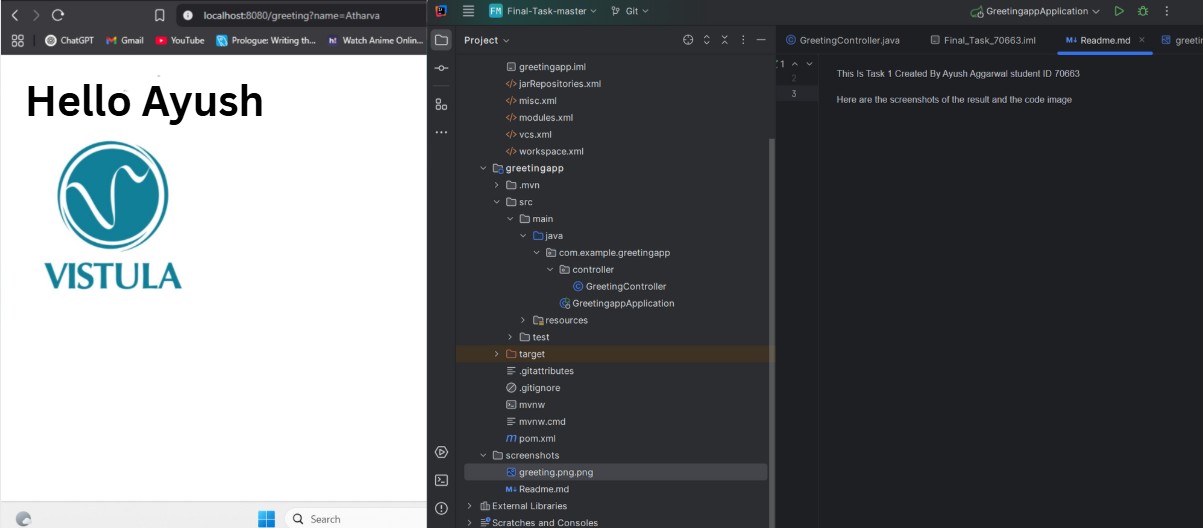 localhost:8080/greeting?name=Atharva
ChatGPT
Gmail
YouTube
Prologue: Writing th...
Watch Anime Onlin...
Hello Ayush
VISTULA
Search
FM
Final-Task-master
Git
GreetingappApplication
Project
greetingapp.iml
jarRepositories.xml
misc.xml
modules.xml
vcs.xml
workspace.xml
greetingapp
.mvn
src
main
java
com.example.greetingapp
controller
GreetingController
GreetingappApplication
resources
test
target
.gitattributes
.gitignore
mvnw
mvnw.cmd
pom.xml
screenshots
greeting.png.png
Readme.md
External Libraries
Scratches and Consoles
GreetingController.java
Final_Task_70663.iml
Readme.md
greetin
1
2
3
This Is Task 1 Created By Ayush Aggarwal student ID 70663
Here are the screenshots of the result and the code image